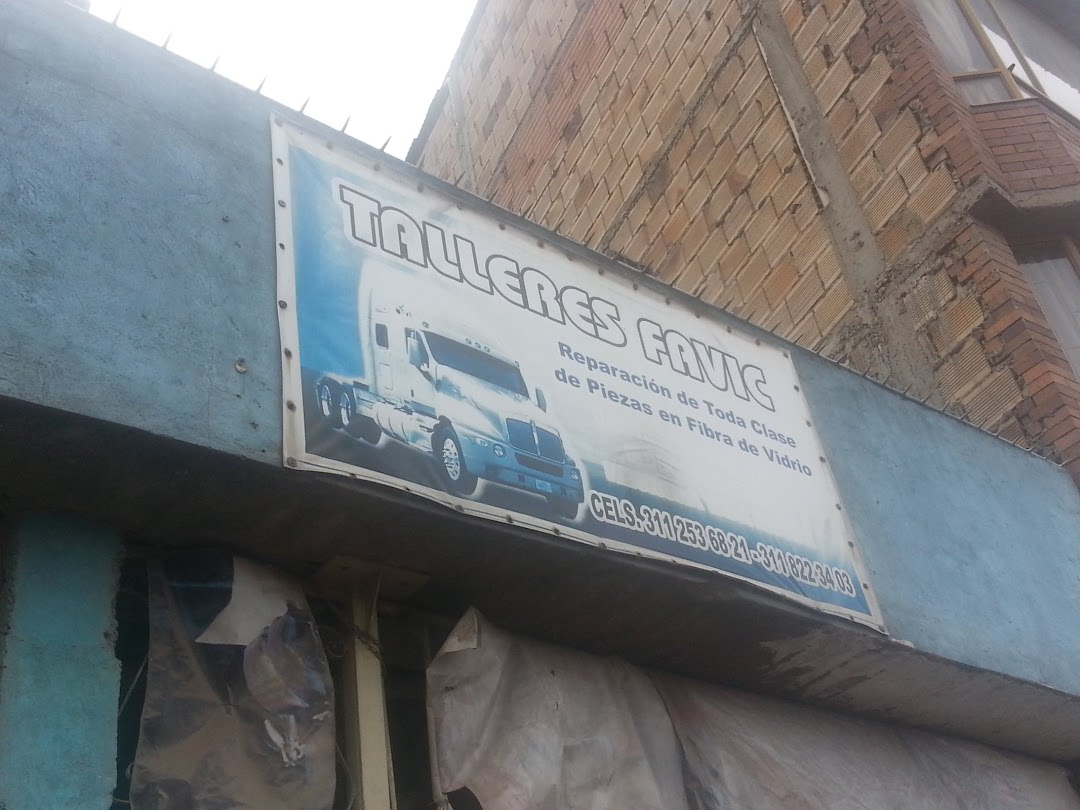 TALLERES FAVIC
Reparación de Toda Clase
de Piezas en Fibra de Vidrio
CELS. 311 253 68 21 - 311 822 34 03